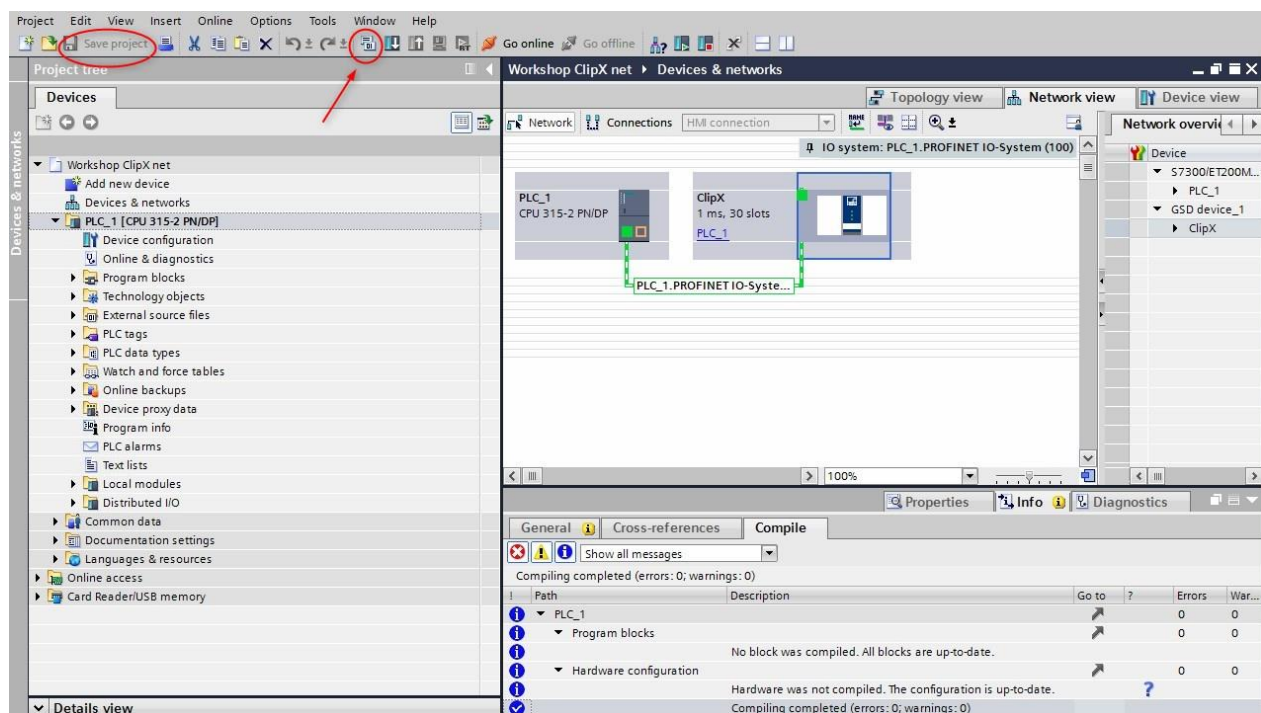 Project Edit View Insert Online Options Tools Window Help
Save project Go online Go offline
Project tree
Devices
Devices & networks
Workshop ClipX net
Add new device
Devices & networks
PLC_1 [CPU 315-2 PN/DP]
Device configuration
Online & diagnostics
Program blocks
Technology objects
External source files
PLC tags
PLC data types
Watch and force tables
Online backups
Device proxy data
Program info
PLC alarms
Text lists
Local modules
Distributed I/O
Common data
Documentation settings
Languages & resources
Online access
Card Reader/USB memory
Details view
Workshop ClipX net Devices & networks
Topology view Network view Device view
Network Connections HMI connection
IO system: PLC_1.PROFINET IO-System (100)
PLC_1
CPU 315-2 PN/DP
ClipX
1 ms, 30 slots
PLC_1
PLC_1.PROFINET IO-Syste...
100%
Network overvi
Device
S7300/ET200M...
PLC_1
GSD device_1
ClipX
Properties Info Diagnostics
General Cross-references Compile
Show all messages
Compiling completed (errors: 0; warnings: 0)
! Path Description Go to ? Errors War...
PLC_1 0 0
Program blocks 0 0
No block was compiled. All blocks are up-to-date.
Hardware configuration 0 0
Hardware was not compiled. The configuration is up-to-date. ?
Compiling completed (errors: 0; warnings: 0)